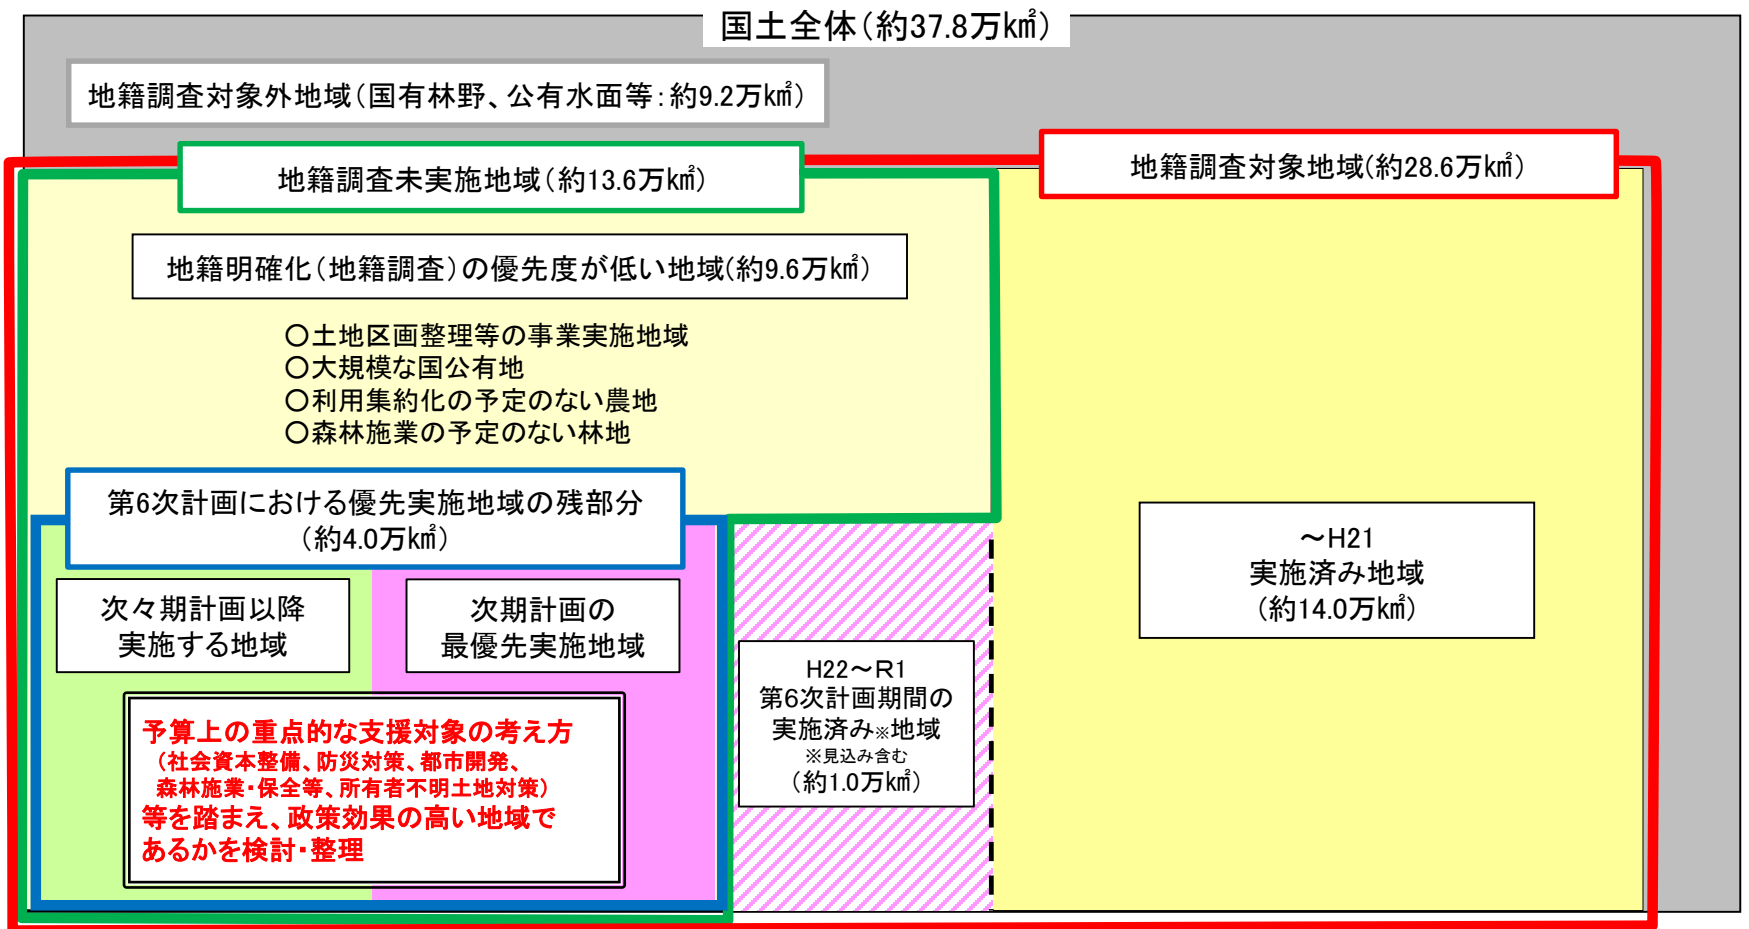 国土全体（約37.8万㎢）
地籍調査対象外地域（国有林野、公有水面等：約9.2万㎢）
地籍調査未実施地域（約13.6万㎢）
地籍調査対象地域(約28.6万㎢）
地籍明確化（地籍調査）の優先度が低い地域(約9.6万㎢）
○土地区画整理等の事業実施地域
○大規模な国公有地
○利用集約化の予定のない農地
○森林施業の予定のない林地
第6次計画における優先実施地域の残部分
（約4.0万㎢）
次々期計画以降
実施する地域
次期計画の
最優先実施地域
予算上の重点的な支援対象の考え方
（社会資本整備、防災対策、都市開発、
森林施業・保全等、所有者不明土地対策）
等を踏まえ、政策効果の高い地域で
あるかを検討・整理
H22～R1
第6次計画期間の
実施済み※地域
※見込み含む
（約1.0万㎢）
～H21
実施済み地域
（約14.0万㎢）